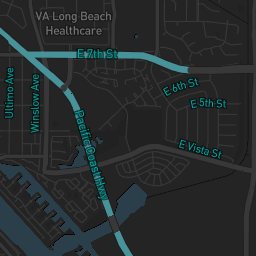 VA Long Beach
Healthcare
E 7th St
E 6th St
E 5th St
Ultimo Ave
Winslow Ave
Pacific Coast Hwy
E Vista St